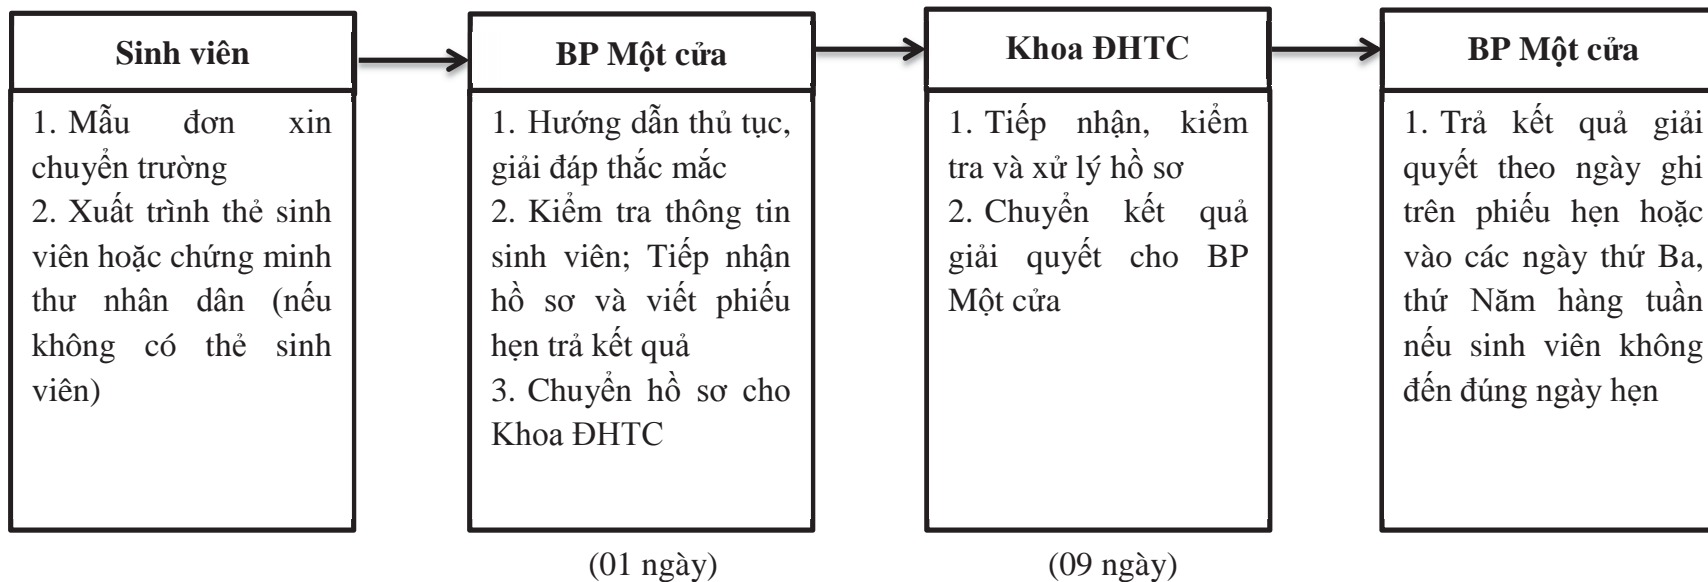 Sinh viên
1. Mẫu đơn xin
chuyển trường
2. Xuất trình thẻ sinh
viên hoặc chứng minh
thư nhân dân (nếu
không có thẻ sinh
viên)
BP Một cửa
1. Hướng dẫn thủ tục,
giải đáp thắc mắc
2. Kiểm tra thông tin
sinh viên; Tiếp nhận
hồ sơ và viết phiếu
hẹn trả kết quả
3. Chuyển hồ sơ cho
Khoa ĐHTC
(01 ngày)
Khoa ĐHTC
1. Tiếp nhận, kiểm
tra và xử lý hồ sơ
2. Chuyển kết quả
giải quyết cho BP
Một cửa
(09 ngày)
BP Một cửa
1. Trả kết quả giải
quyết theo ngày ghi
trên phiếu hẹn hoặc
vào các ngày thứ Ba,
thứ Năm hàng tuần
nếu sinh viên không
đến đúng ngày hẹn